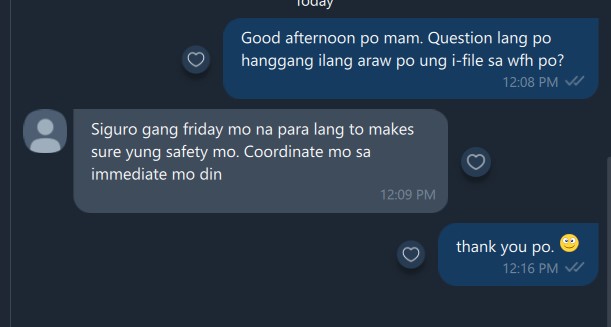 Today
Good afternoon po mam. Question lang po
hanggang ilang araw po ung i-file sa wfh po?
12:08 PM
Siguro gang friday mo na para lang to makes
sure yung safety mo. Coordinate mo sa
immediate mo din
12:09 PM
thank you po.
12:16 PM